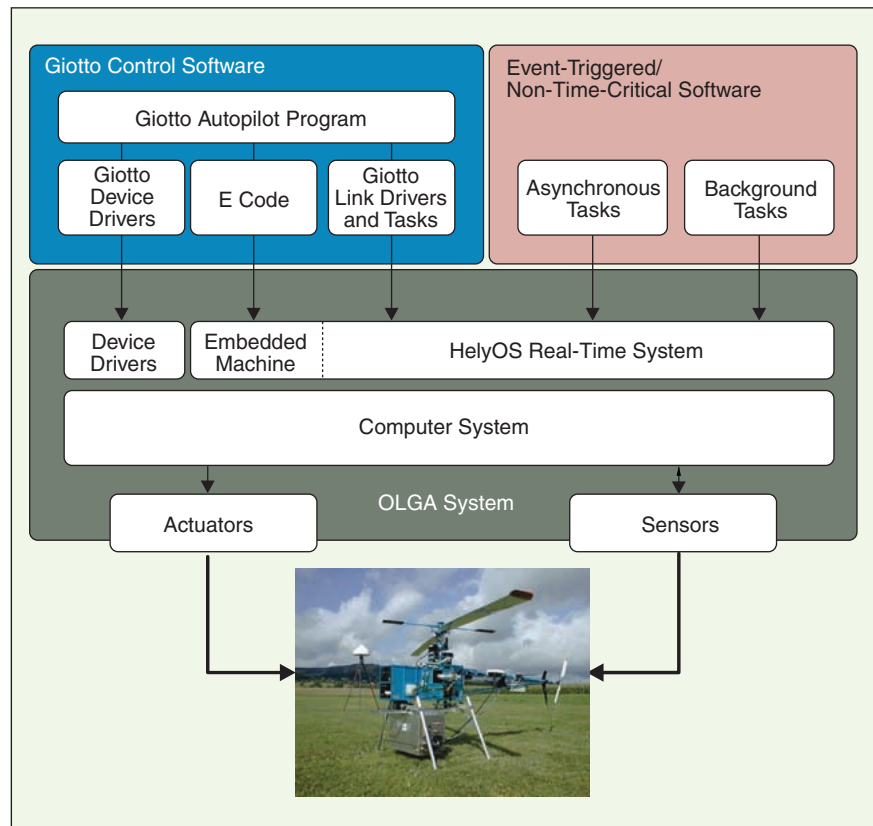 Giotto Control Software
Event-Triggered/
Non-Time-Critical Software
Giotto Autopilot Program
Giotto
Device
Drivers
E Code
Giotto
Link Drivers
and Tasks
Asynchronous
Tasks
Background
Tasks
Device
Drivers
Embedded
Machine
HelyOS Real-Time System
Computer System
OLGA System
Actuators
Sensors